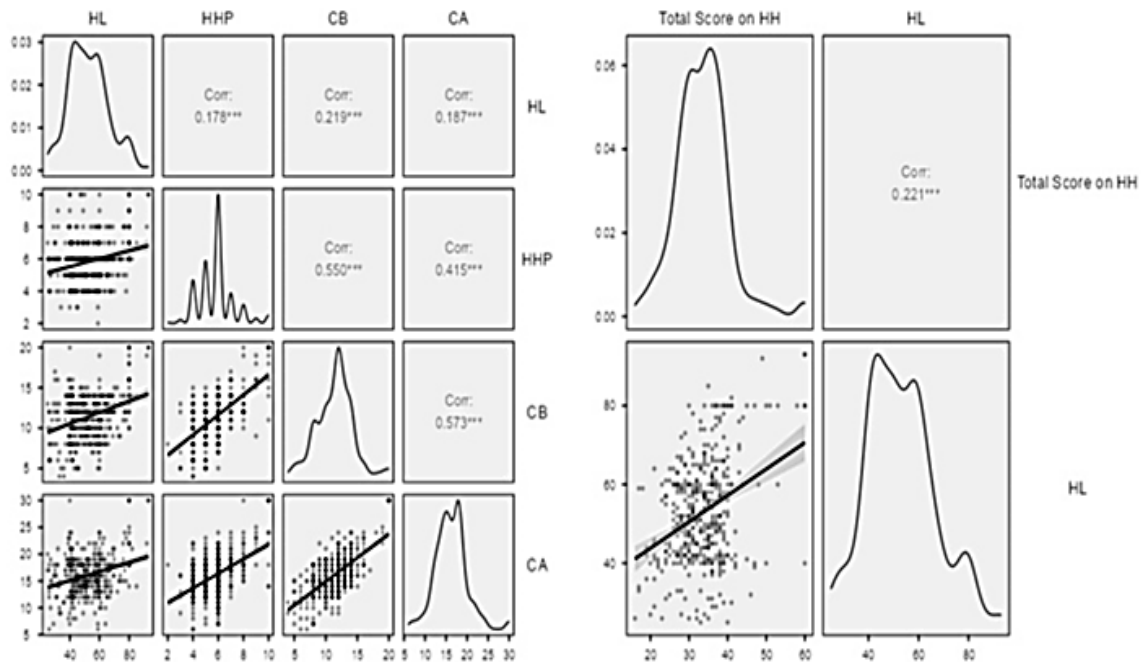 HL HHP CB CA
0.03
0.02
0.01
0.00
Corr:
0.178***
Corr:
0.219***
Corr:
0.187***
HL
10
8
6
4
2
Corr:
0.550***
Corr:
0.415***
HHP
20
15
10
5
Corr:
0.573***
CB
30
25
20
15
10
5
CA
40 60 80
2 4 6 8 10
5 10 15 20
5 10 15 20 25 30
Total Score on HH HL
0.06
0.04
0.02
0.00
Corr:
0.221***
Total Score on HH
80
60
40
HL
20 30 40 50 60
40 60 80